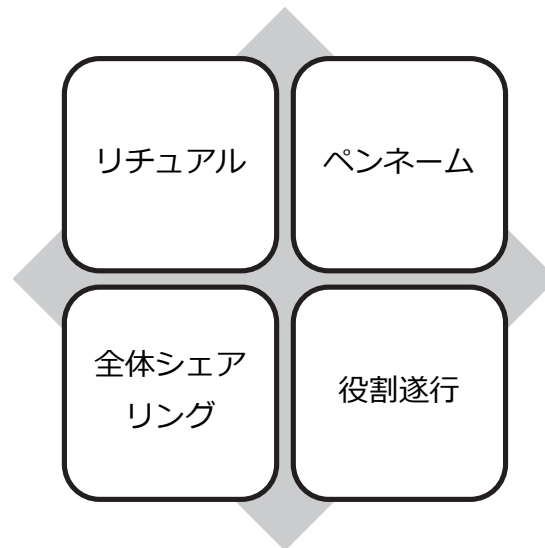 リチュアル
ペンネーム
全体シェア
リング
役割遂行